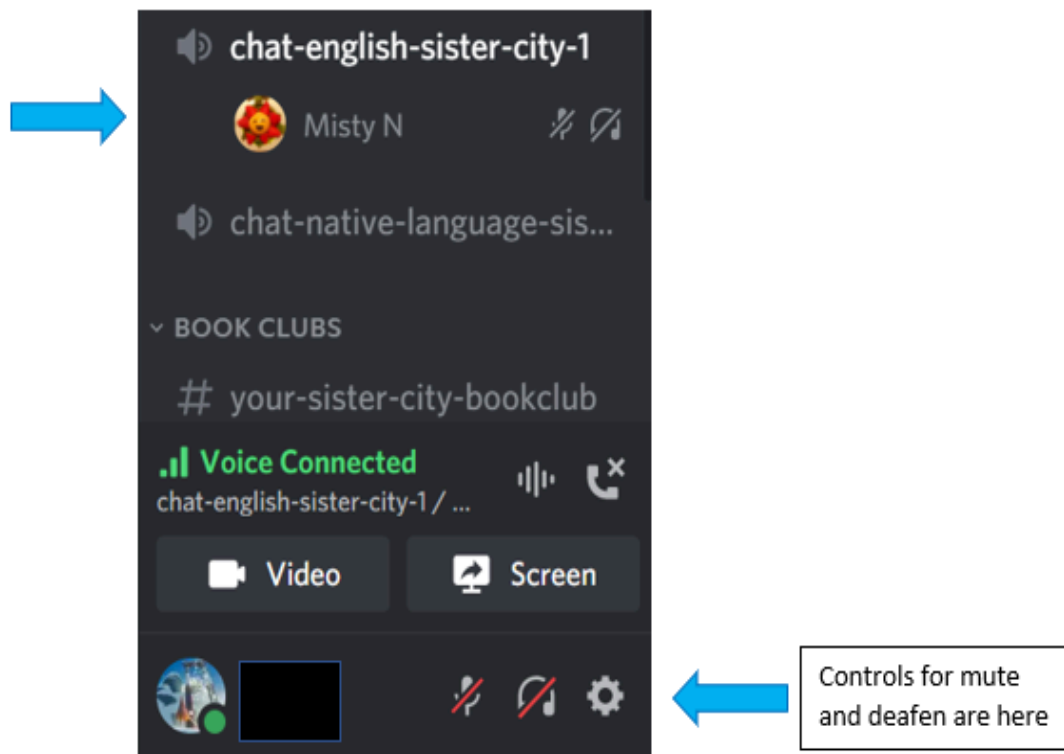 chat-english-sister-city-1
Misty N
chat-native-language-sis...
BOOK CLUBS
# your-sister-city-bookclub
Voice Connected
chat-english-sister-city-1 / ...
Video Screen
Controls for mute
and deafen are here